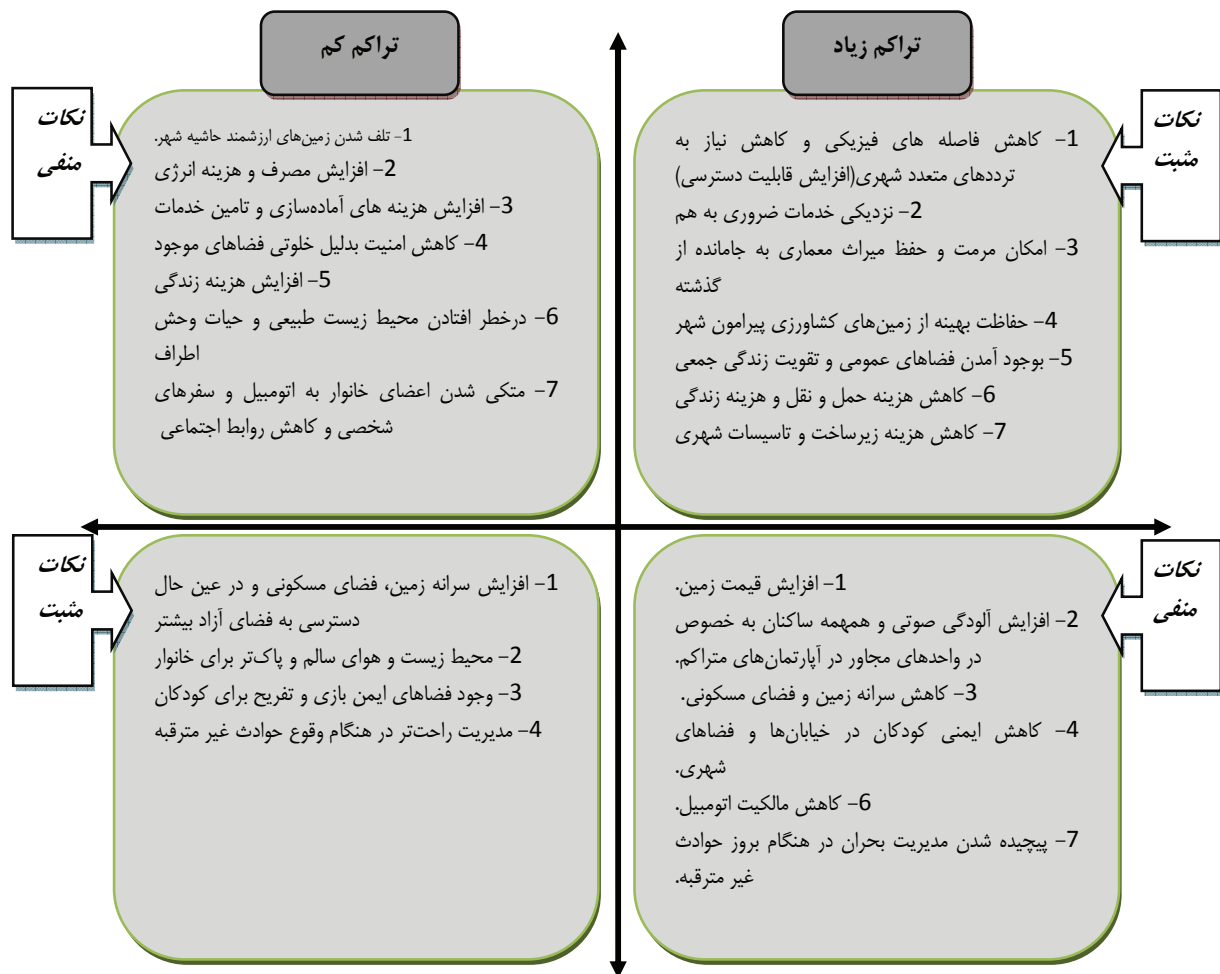 تراکم زیاد
نکات
مثبت
1- کاهش فاصله های فیزیکی و کاهش نیاز به
ترددهای متعدد شهری(افزایش قابلیت دسترسی)
2- نزدیکی خدمات ضروری به هم
3- امکان مرمت و حفظ میراث معماری به جامانده از
گذشته
4- حفاظت بهینه از زمین‌های کشاورزی پیرامون شهر
5- بوجود آمدن فضاهای عمومی و تقویت زندگی جمعی
6- کاهش هزینه حمل و نقل و هزینه زندگی
7- کاهش هزینه زیرساخت و تاسیسات شهری
تراکم کم
نکات
منفی
1- تلف شدن زمین‌های ارزشمند حاشیه شهر.
2- افزایش مصرف و هزینه انرژی
3- افزایش هزینه های آماده‌سازی و تامین خدمات
4- کاهش امنیت بدلیل خلوتی فضاهای موجود
5- افزایش هزینه زندگی
6- درخطر افتادن محیط زیست طبیعی و حیات وحش
اطراف
7- متکی شدن اعضای خانوار به اتومبیل و سفرهای
شخصی و کاهش روابط اجتماعی
نکات
منفی
1- افزایش قیمت زمین.
2- افزایش آلودگی صوتی و همهمه ساکنان به خصوص
در واحدهای مجاور در آپارتمان‌های متراکم.
3- کاهش سرانه زمین و فضای مسکونی.
4- کاهش ایمنی کودکان در خیابان‌ها و فضاهای
شهری.
6- کاهش مالکیت اتومبیل.
7- پیچیده شدن مدیریت بحران در هنگام بروز حوادث
غیر مترقبه.
نکات
مثبت
1- افزایش سرانه زمین، فضای مسکونی و در عین حال
دسترسی به فضای آزاد بیشتر
2- محیط زیست و هوای سالم و پاک‌تر برای خانوار
3- وجود فضاهای ایمن بازی و تفریح برای کودکان
4- مدیریت راحت‌تر در هنگام وقوع حوادث غیر مترقبه